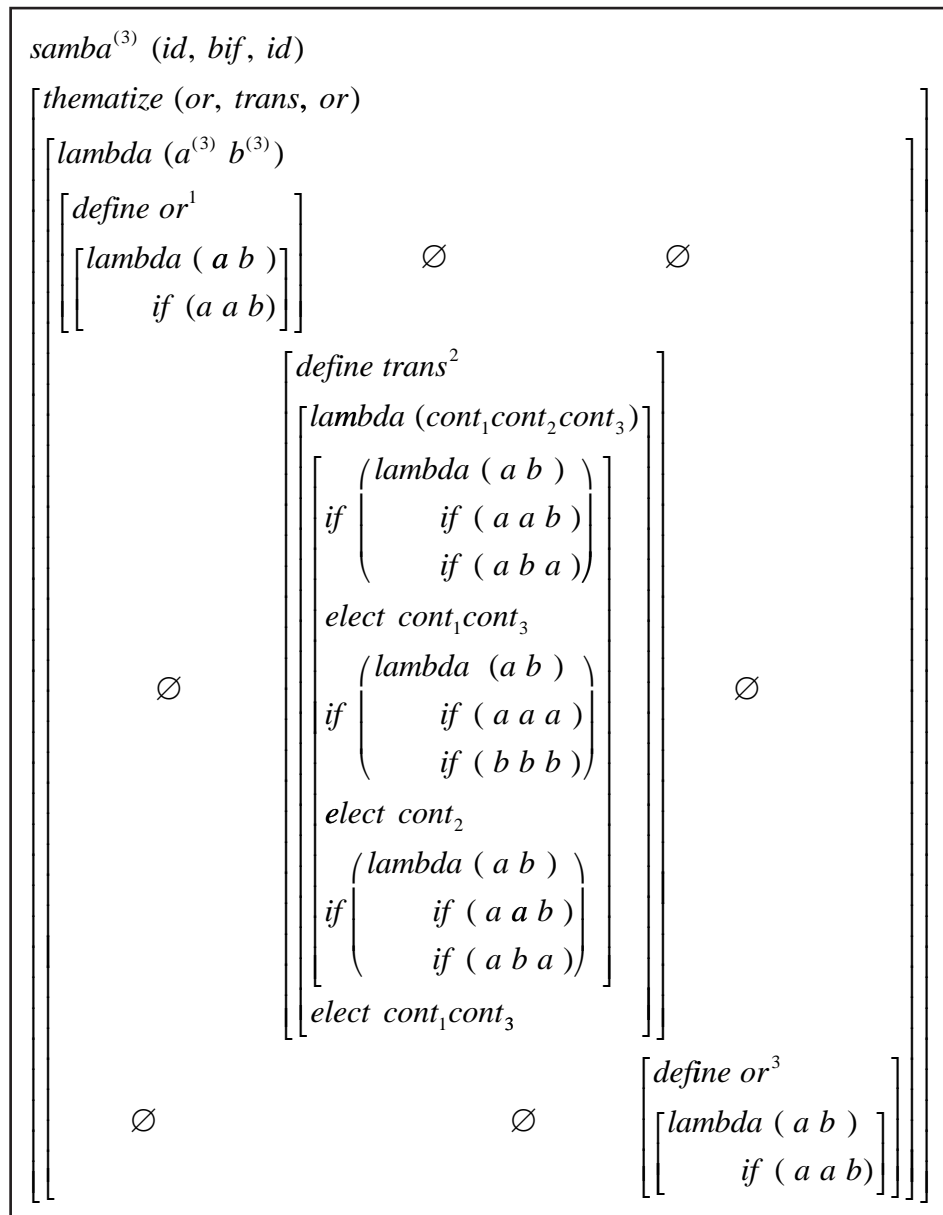 samba⁽³⁾ (id, bif, id)
thematize (or, trans, or)
lambda (a⁽³⁾ b⁽³⁾)
define or¹
lambda ( a b )
if (a a b)
∅ ∅
define trans²
lambda (cont₁cont₂cont₃)
lambda ( a b )
if if ( a a b )
if ( a b a )
elect cont₁cont₃
lambda (a b )
if if ( a a a )
if ( b b b )
∅ ∅
elect cont₂
lambda ( a b )
if if ( a a b )
if ( a b a )
elect cont₁cont₃
define or³
∅ ∅
lambda ( a b )
if ( a a b)